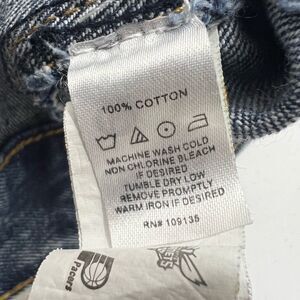 100% COTTON
MACHINE WASH COLD
NON CHLORINE BLEACH
IF DESIRED
TUMBLE DRY LOW
REMOVE PROMPTLY
WARM IRON IF DESIRED
RN# 109135
Pacers